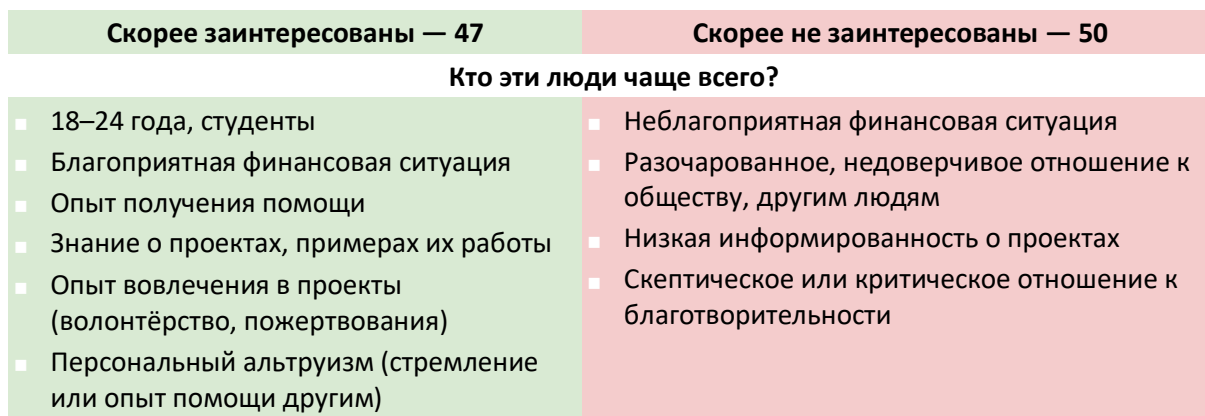 Скорее заинтересованы — 47
Скорее не заинтересованы — 50
Кто эти люди чаще всего?
18–24 года, студенты
Благоприятная финансовая ситуация
Опыт получения помощи
Знание о проектах, примерах их работы
Опыт вовлечения в проекты
(волонтёрство, пожертвования)
Персональный альтруизм (стремление
или опыт помощи другим)
Неблагоприятная финансовая ситуация
Разочарованное, недоверчивое отношение к
обществу, другим людям
Низкая информированность о проектах
Скептическое или критическое отношение к
благотворительности